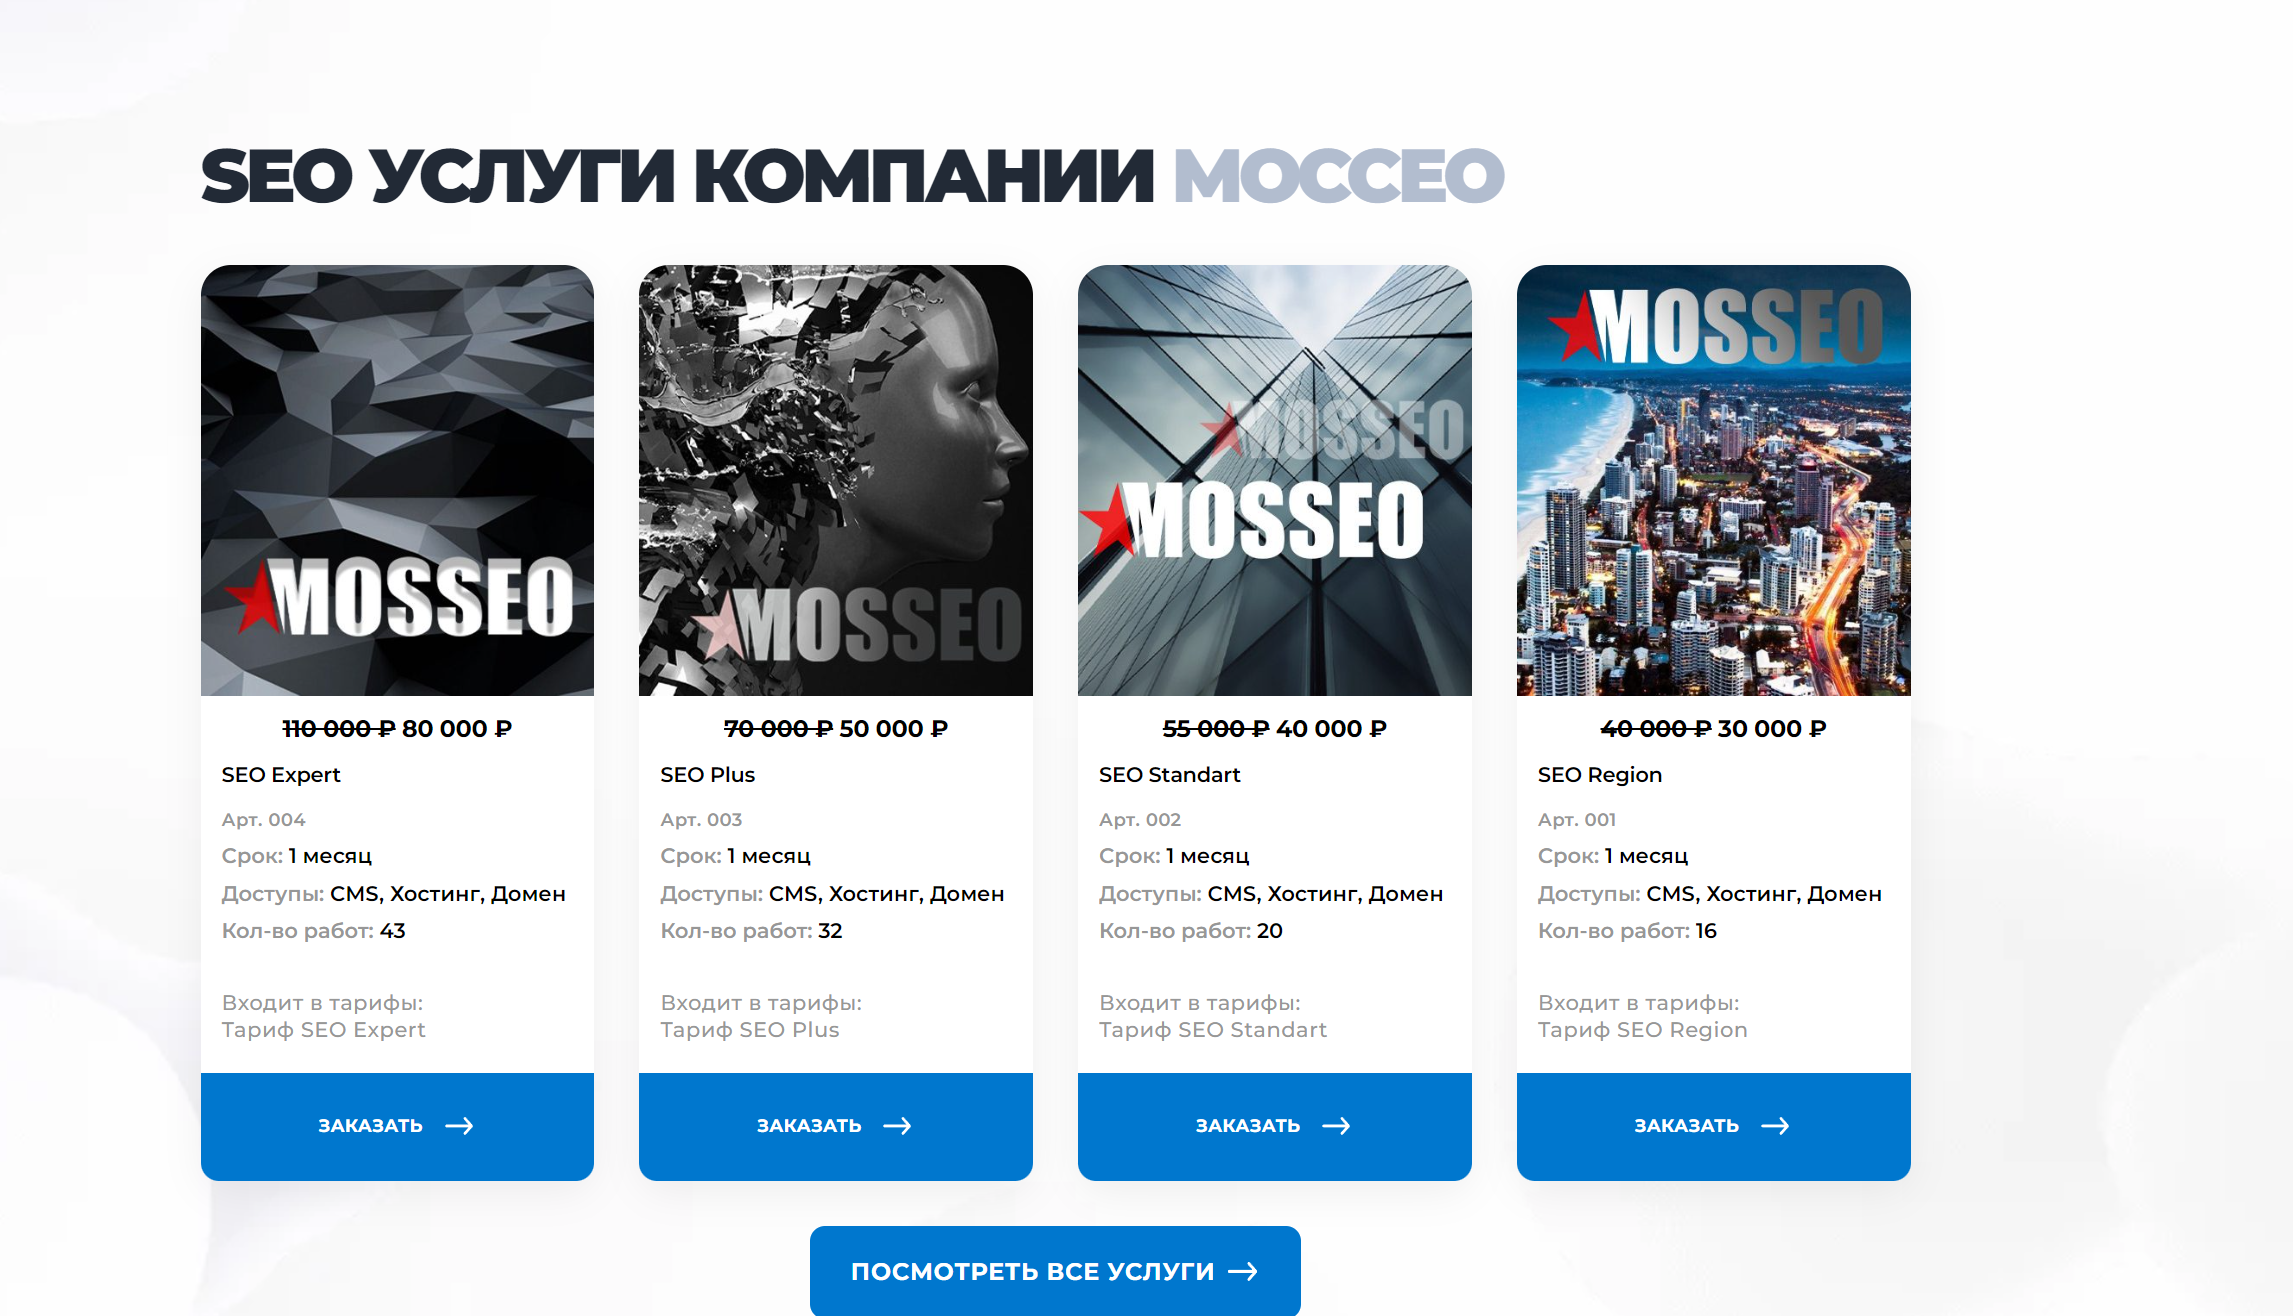 SEO УСЛУГИ КОМПАНИИ МОССЕО
MOSSEO
110 000 ₽ 80 000 ₽
SEO Expert
Арт. 004
Срок: 1 месяц
Доступы: CMS, Хостинг, Домен
Кол-во работ: 43
Входит в тарифы:
Тариф SEO Expert
ЗАКАЗАТЬ
MOSSEO
70 000 ₽ 50 000 ₽
SEO Plus
Арт. 003
Срок: 1 месяц
Доступы: CMS, Хостинг, Домен
Кол-во работ: 32
Входит в тарифы:
Тариф SEO Plus
ЗАКАЗАТЬ
MOSSEO
MOSSEO
55 000 ₽ 40 000 ₽
SEO Standart
Арт. 002
Срок: 1 месяц
Доступы: CMS, Хостинг, Домен
Кол-во работ: 20
Входит в тарифы:
Тариф SEO Standart
ЗАКАЗАТЬ
MOSSEO
40 000 ₽ 30 000 ₽
SEO Region
Арт. 001
Срок: 1 месяц
Доступы: CMS, Хостинг, Домен
Кол-во работ: 16
Входит в тарифы:
Тариф SEO Region
ЗАКАЗАТЬ
ПОСМОТРЕТЬ ВСЕ УСЛУГИ